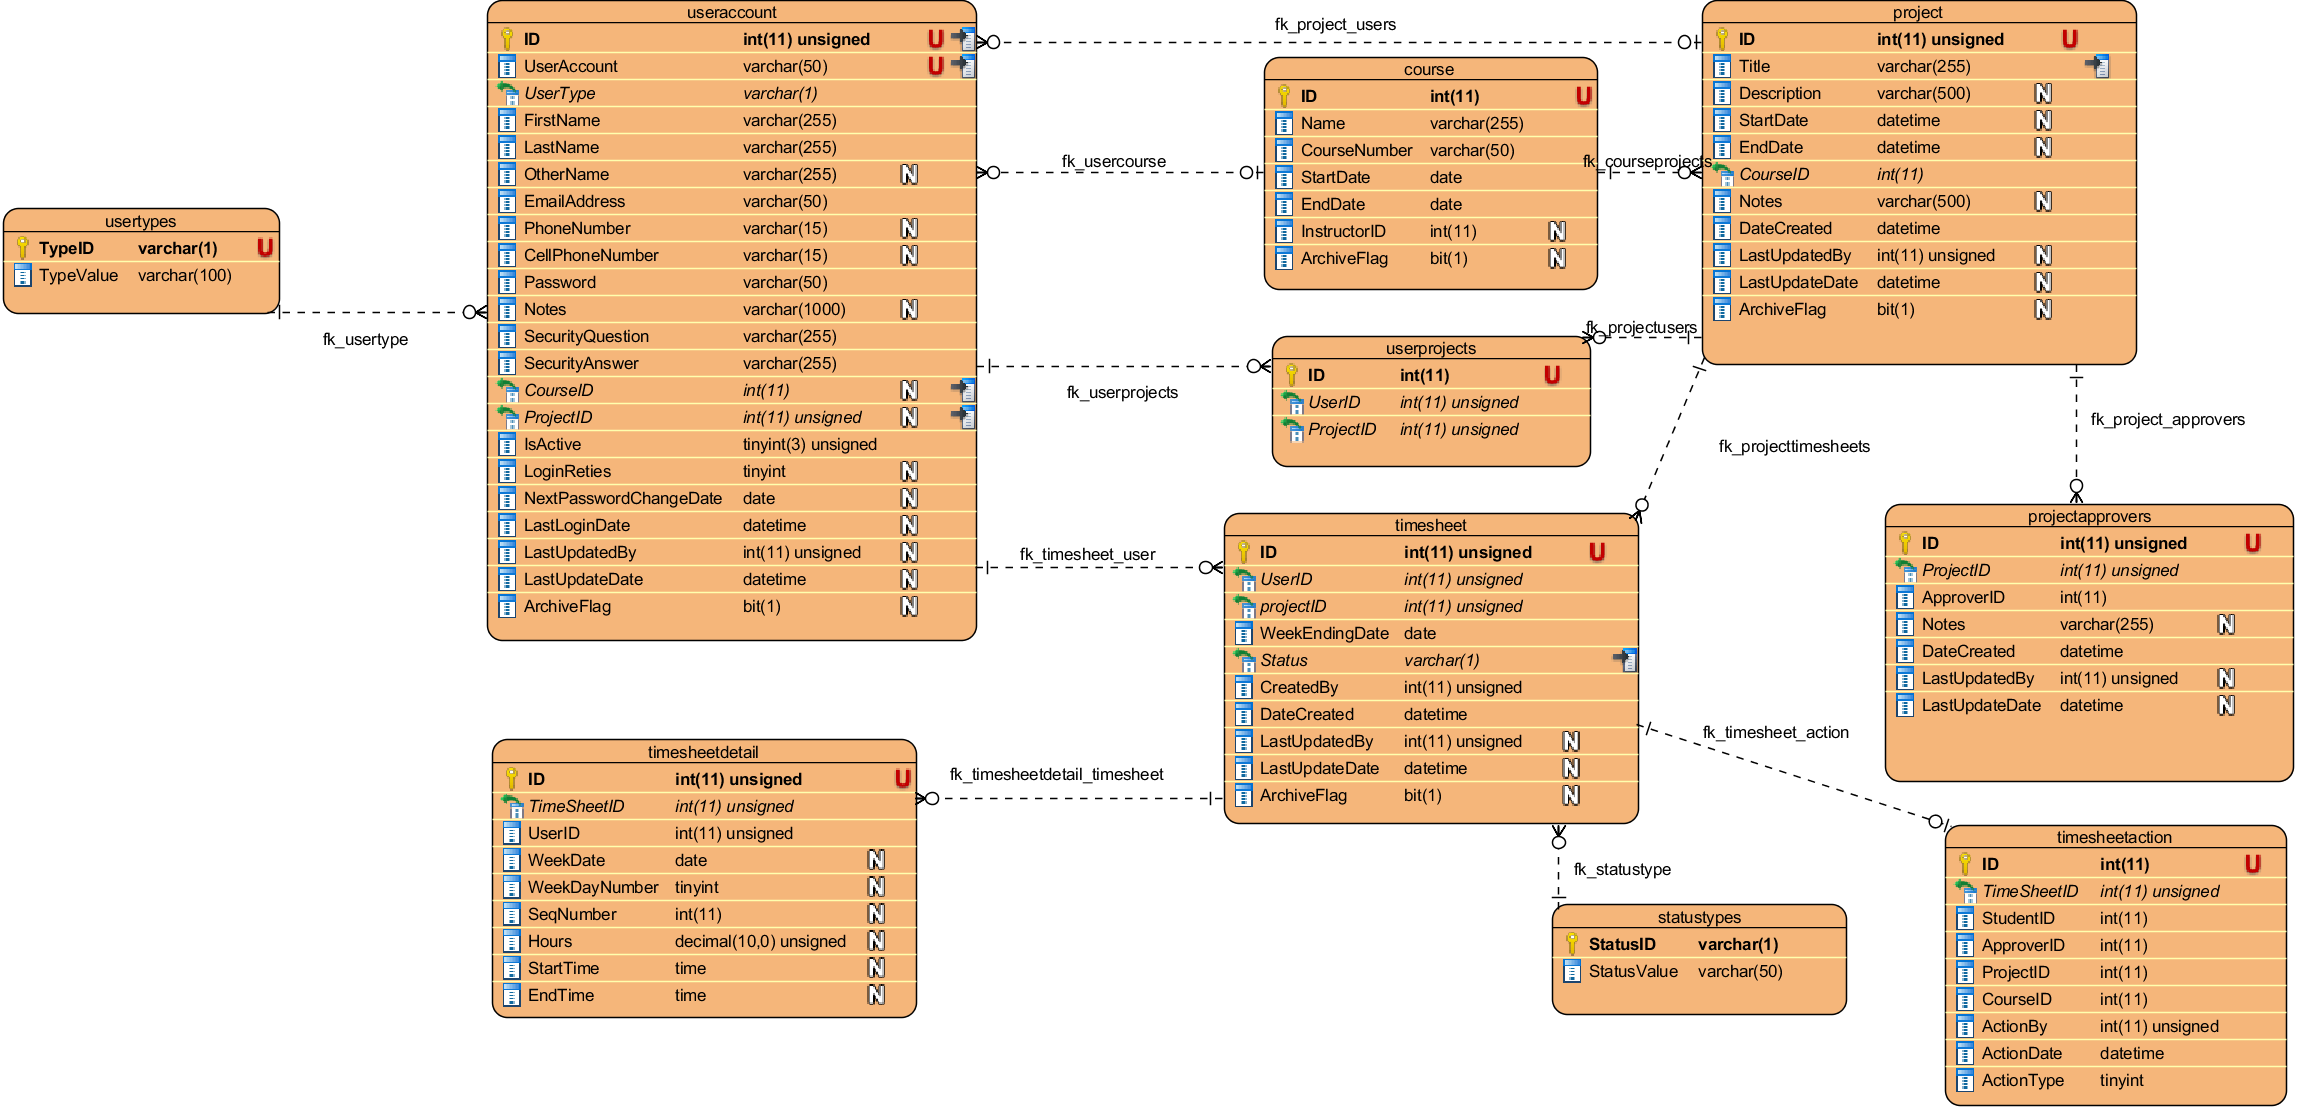 useraccount
ID int(11) unsigned U
UserAccount varchar(50) U
UserType varchar(1)
FirstName varchar(255)
LastName varchar(255)
OtherName varchar(255) N
EmailAddress varchar(50)
PhoneNumber varchar(15) N
CellPhoneNumber varchar(15) N
Password varchar(50)
Notes varchar(1000) N
SecurityQuestion varchar(255)
SecurityAnswer varchar(255)
CourseID int(11) N
ProjectID int(11) unsigned N
IsActive tinyint(3) unsigned
LoginReties tinyint N
NextPasswordChangeDate date N
LastLoginDate datetime N
LastUpdatedBy int(11) unsigned N
LastUpdateDate datetime N
ArchiveFlag bit(1) N
fk_project_users
project
ID int(11) unsigned U
Title varchar(255)
Description varchar(500) N
StartDate datetime N
EndDate datetime N
CourseID int(11)
Notes varchar(500) N
DateCreated datetime
LastUpdatedBy int(11) unsigned N
LastUpdateDate datetime N
ArchiveFlag bit(1) N
course
ID int(11) U
Name varchar(255)
CourseNumber varchar(50)
StartDate date
EndDate date
InstructorID int(11) N
ArchiveFlag bit(1) N
fk_usercourse
fk_courseprojects
usertypes
TypeID varchar(1) U
TypeValue varchar(100)
fk_usertype
fk_projectusers
userprojects
ID int(11) U
UserID int(11) unsigned
ProjectID int(11) unsigned
fk_userprojects
fk_projecttimesheets
fk_project_approvers
timesheet
ID int(11) unsigned U
UserID int(11) unsigned
projectID int(11) unsigned
WeekEndingDate date
Status varchar(1)
CreatedBy int(11) unsigned
DateCreated datetime
LastUpdatedBy int(11) unsigned N
LastUpdateDate datetime N
ArchiveFlag bit(1) N
fk_timesheet_user
projectapprovers
ID int(11) unsigned U
ProjectID int(11) unsigned
ApproverID int(11)
Notes varchar(255) N
DateCreated datetime
LastUpdatedBy int(11) unsigned N
LastUpdateDate datetime N
fk_timesheet_action
timesheetdetail
ID int(11) unsigned U
TimeSheetID int(11) unsigned
UserID int(11) unsigned
WeekDate date N
WeekDayNumber tinyint N
SeqNumber int(11) N
Hours decimal(10,0) unsigned N
StartTime time N
EndTime time N
fk_timesheetdetail_timesheet
fk_statustype
statustypes
StatusID varchar(1)
StatusValue varchar(50)
timesheetaction
ID int(11) U
TimeSheetID int(11) unsigned
StudentID int(11)
ApproverID int(11)
ProjectID int(11)
CourseID int(11)
ActionBy int(11) unsigned
ActionDate datetime
ActionType tinyint